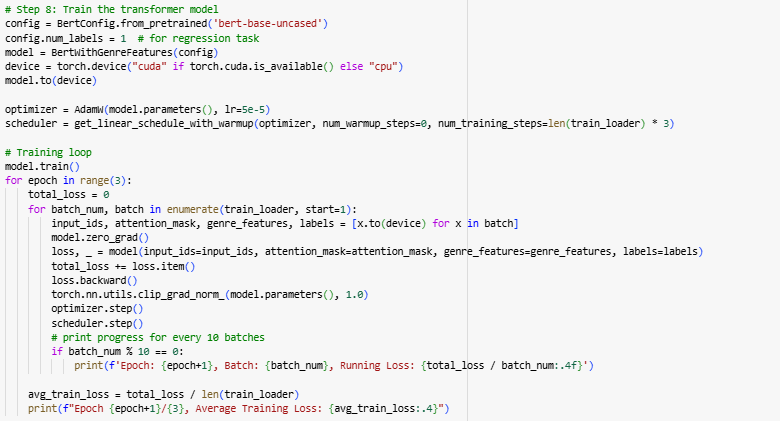 # Step 8: Train the transformer model
config = BertConfig.from_pretrained('bert-base-uncased')
config.num_labels = 1  # for regression task
model = BertWithGenreFeatures(config)
device = torch.device("cuda" if torch.cuda.is_available() else "cpu")
model.to(device)

optimizer = AdamW(model.parameters(), lr=5e-5)
scheduler = get_linear_schedule_with_warmup(optimizer, num_warmup_steps=0, num_training_steps=len(train_loader) * 3)

# Training loop
model.train()
for epoch in range(3):
    total_loss = 0
    for batch_num, batch in enumerate(train_loader, start=1):
        input_ids, attention_mask, genre_features, labels = [x.to(device) for x in batch]
        model.zero_grad()
        loss, _ = model(input_ids=input_ids, attention_mask=attention_mask, genre_features=genre_features, labels=labels)
        total_loss += loss.item()
        loss.backward()
        torch.nn.utils.clip_grad_norm_(model.parameters(), 1.0)
        optimizer.step()
        scheduler.step()
        # print progress for every 10 batches
        if batch_num % 10 == 0:
            print(f'Epoch: {epoch+1}, Batch: {batch_num}, Running Loss: {total_loss / batch_num:.4f}')

    avg_train_loss = total_loss / len(train_loader)
    print(f"Epoch {epoch+1}/{3}, Average Training Loss: {avg_train_loss:.4}")